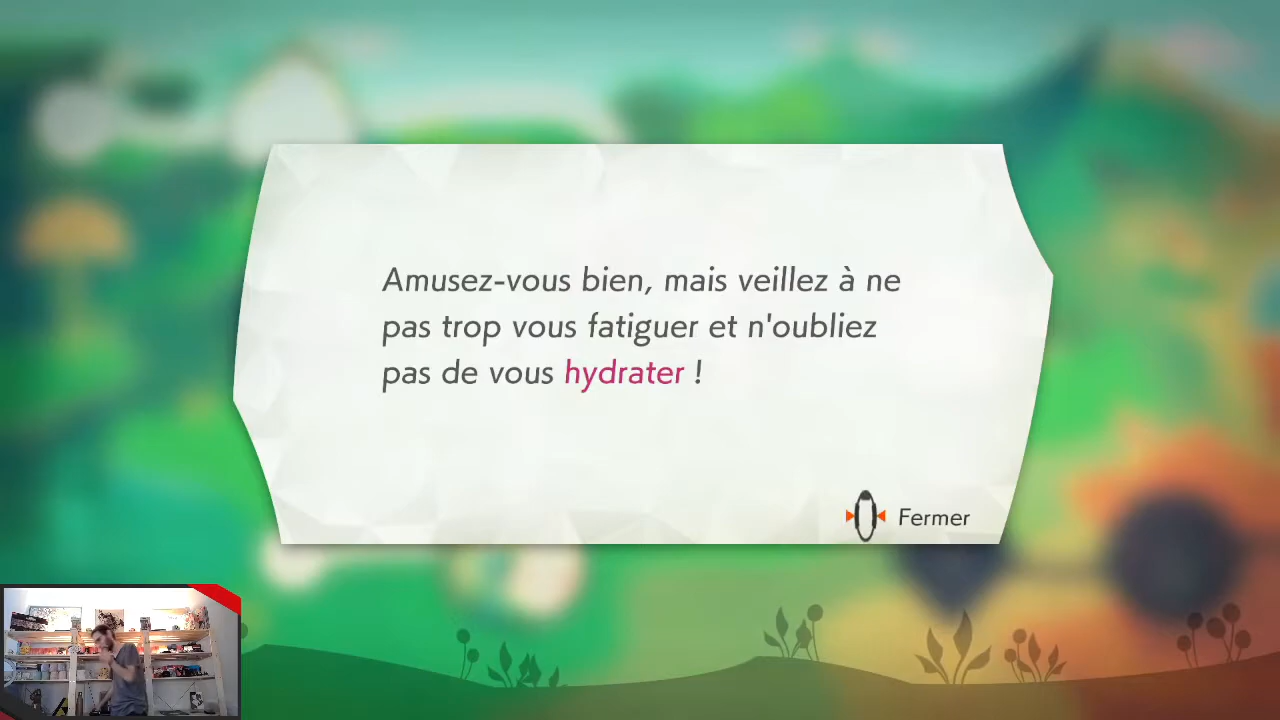 Amusez-vous bien, mais veillez à ne
pas trop vous fatiguer et n'oubliez
pas de vous hydrater !
Fermer